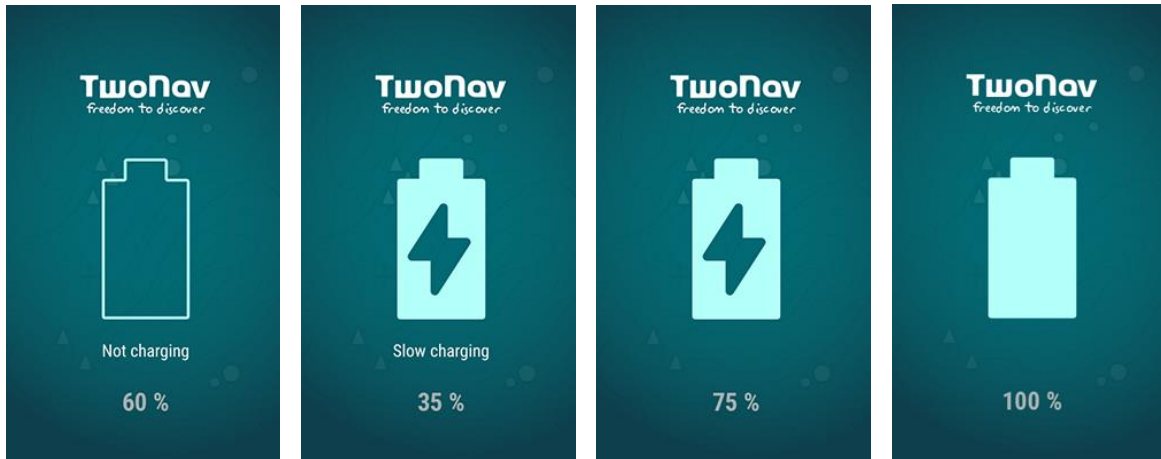 TwoNav
freedom to discover
Not charging
60 %
TwoNav
freedom to discover
Slow charging
35 %
TwoNav
freedom to discover
75 %
TwoNav
freedom to discover
100 %